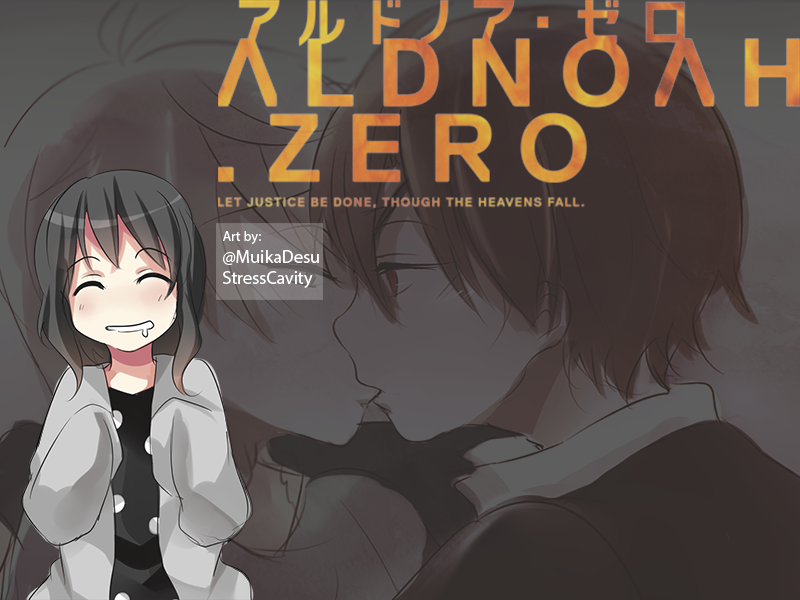 アルドノア・ゼロ
ALDNOAH
.ZERO
LET JUSTICE BE DONE, THOUGH THE HEAVENS FALL.
Art by:
@MuikaDesu
StressCavity